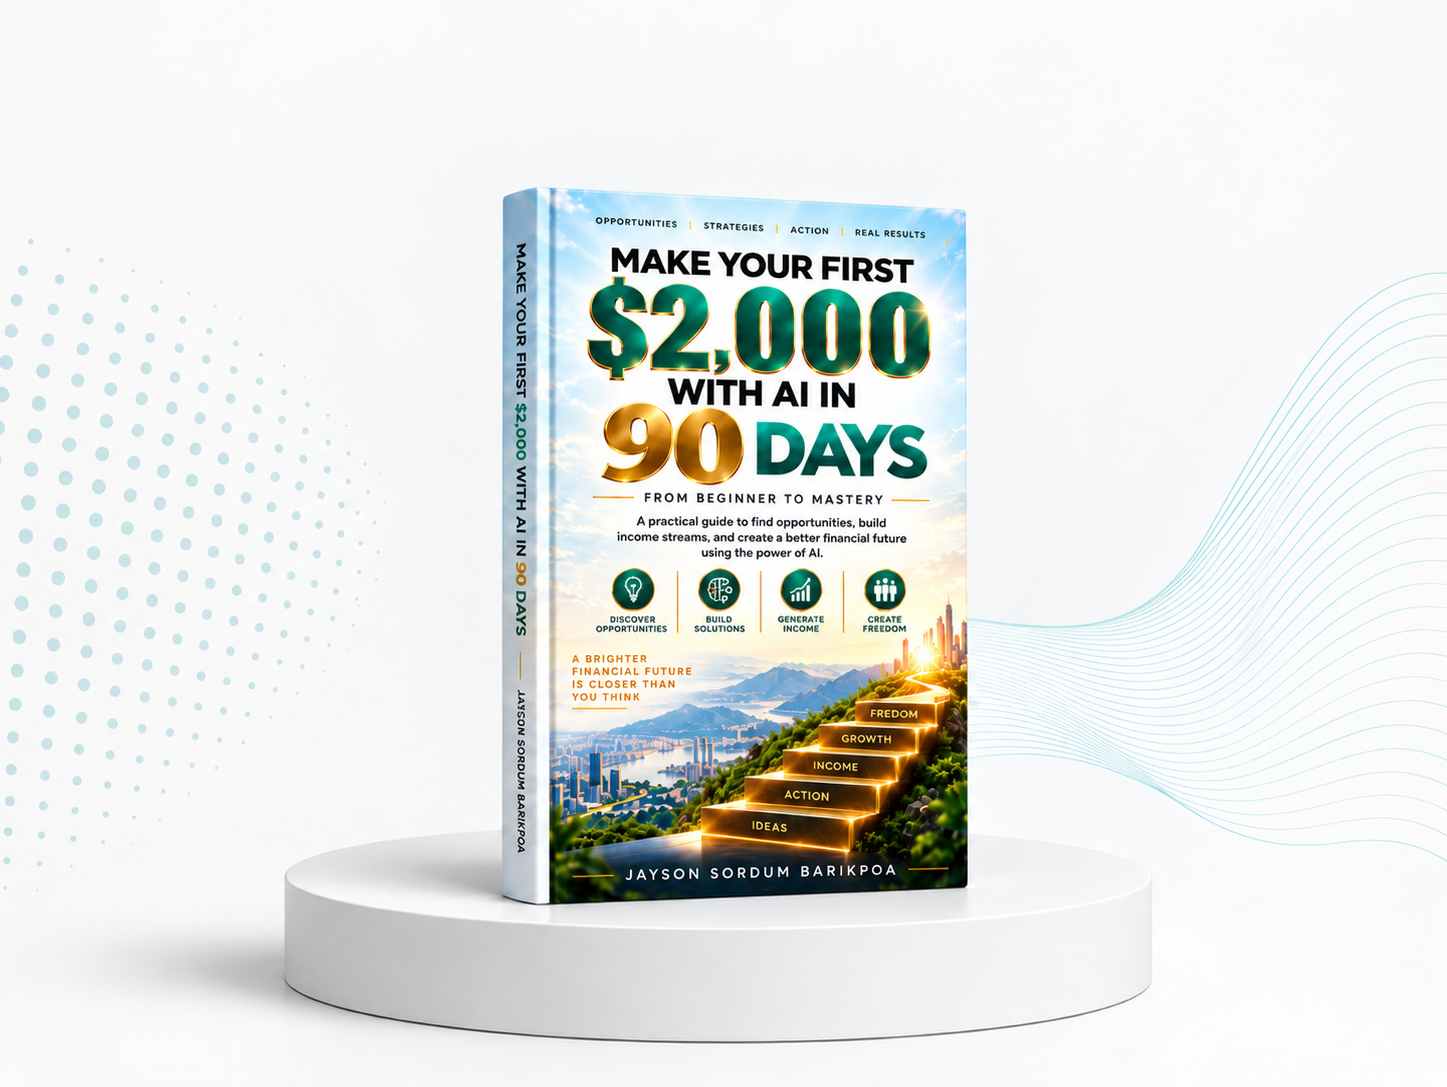 MAKE YOUR FIRST $2,000 WITH AI IN 90 DAYS
JAYSON SORDUM BARIKPOA
OPPORTUNITIES | STRATEGIES | ACTION | REAL RESULTS
MAKE YOUR FIRST
$2,000
WITH AI IN
90 DAYS
FROM BEGINNER TO MASTERY
A practical guide to find opportunities, build
income streams, and create a better financial future
using the power of AI.
DISCOVER
OPPORTUNITIES
BUILD
SOLUTIONS
GENERATE
INCOME
CREATE
FREEDOM
A BRIGHTER
FINANCIAL FUTURE
IS CLOSER THAN
YOU THINK
FREDOM
GROWTH
INCOME
ACTION
IDEAS
JAYSON SORDUM BARIKPOA